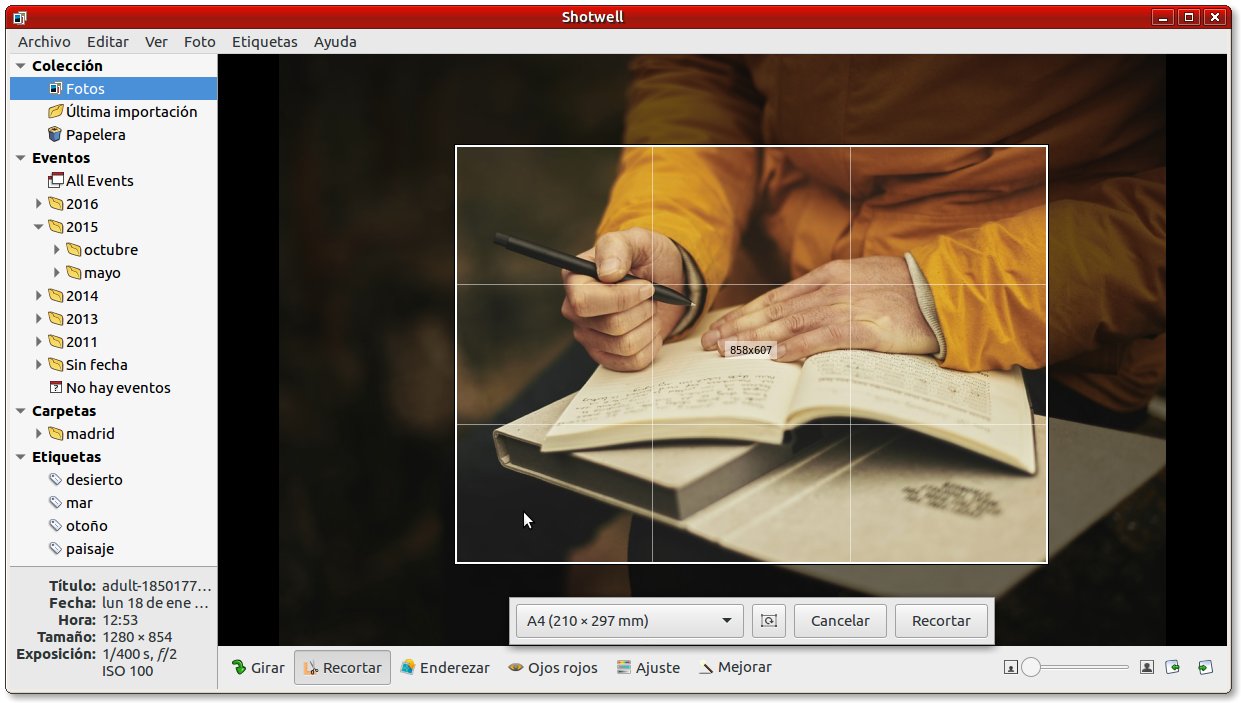 Shotwell
Archivo Editar Ver Foto Etiquetas Ayuda
Colección
Fotos
Última importación
Papelera
Eventos
All Events
2016
2015
octubre
mayo
2014
2013
2011
Sin fecha
No hay eventos
Carpetas
madrid
Etiquetas
desierto
mar
otoño
paisaje
Título: adult-1850177...
Fecha: lun 18 de ene ...
Hora: 12:53
Tamaño: 1280 × 854
Exposición: 1/400 s, f/2
ISO 100
858x607
A4 (210 × 297 mm) Cancelar Recortar
Girar Recortar Enderezar Ojos rojos Ajuste Mejorar